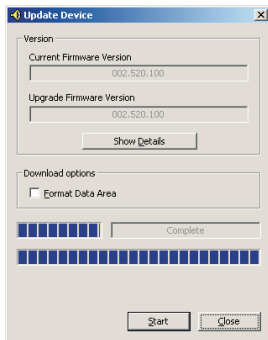 Update Device
Version
Current Firmware Version
002.520.100
Upgrade Firmware Version
002.520.100
Show Details
Download options
Format Data Area
Complete
Start
Close